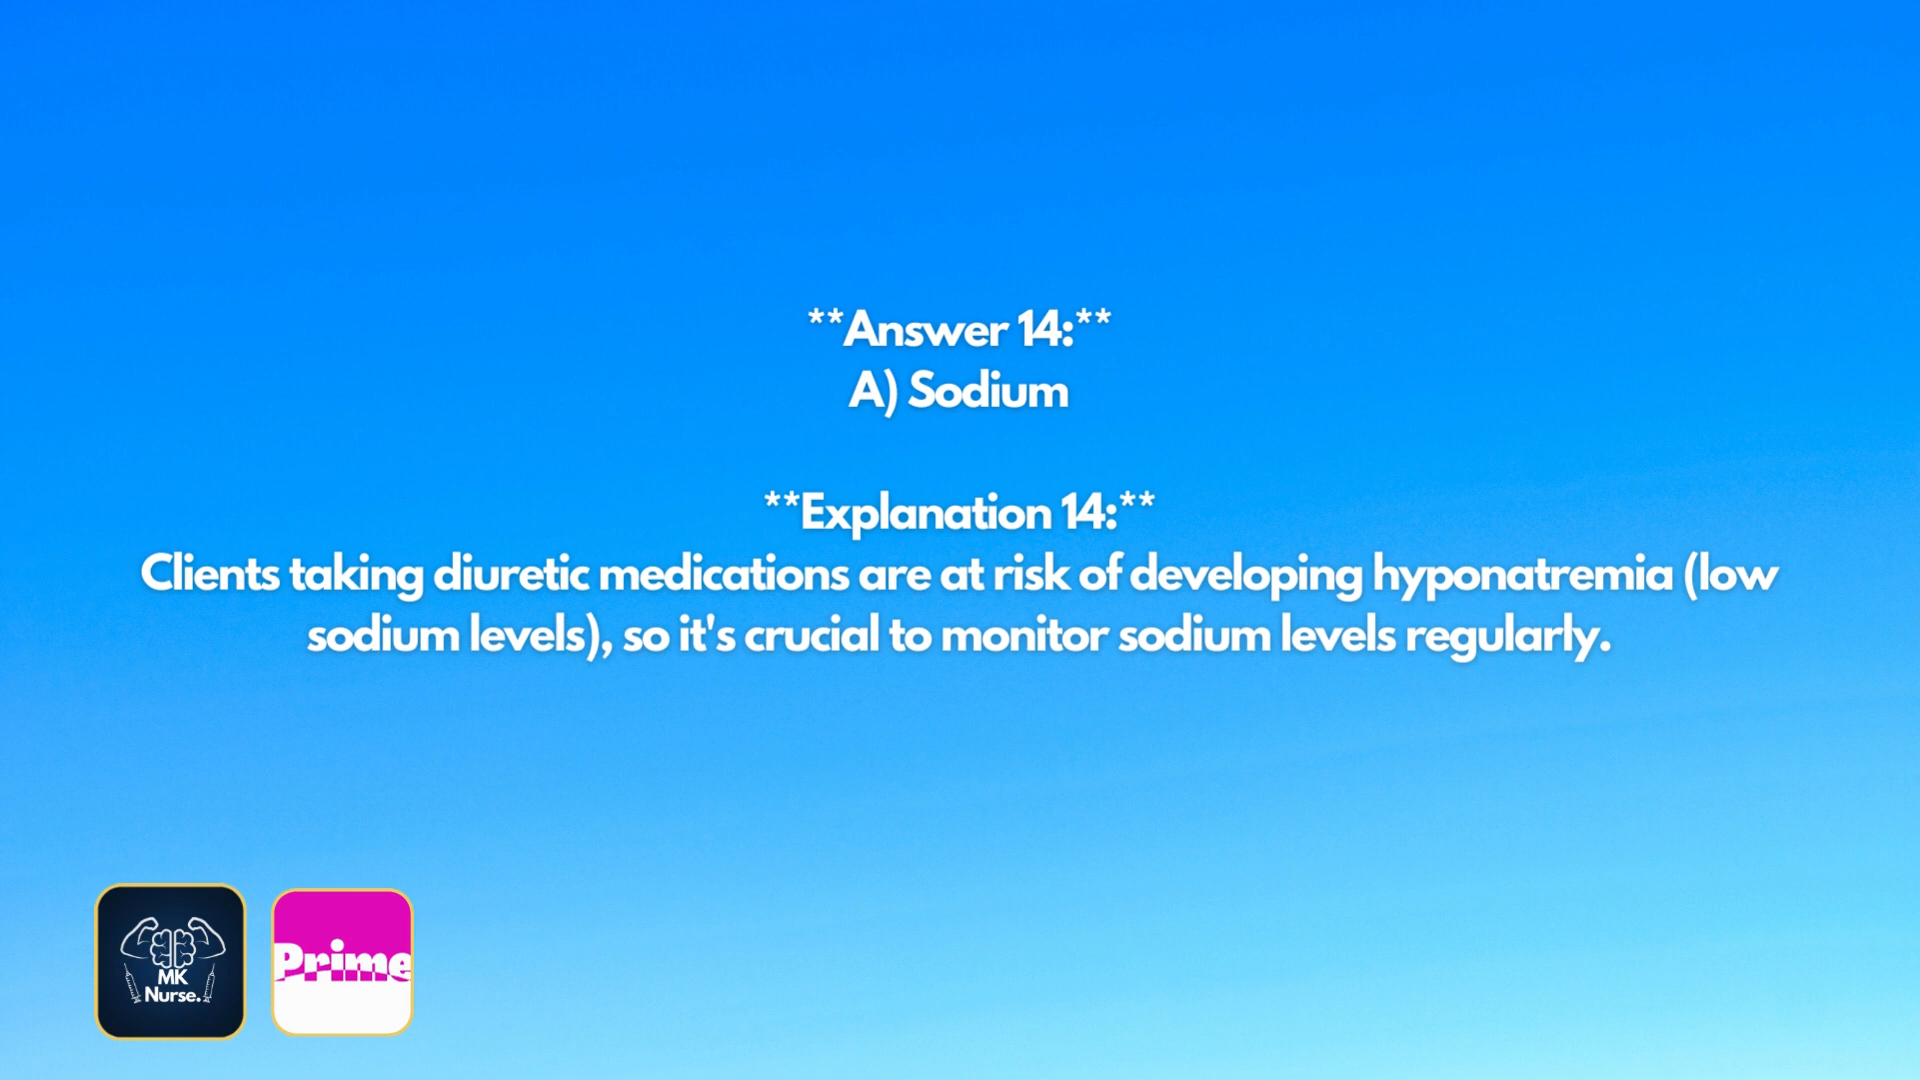 **Answer 14:**
A) Sodium
**Explanation 14:**
Clients taking diuretic medications are at risk of developing hyponatremia (low
sodium levels), so it's crucial to monitor sodium levels regularly.
MK
Nurse.
Prime